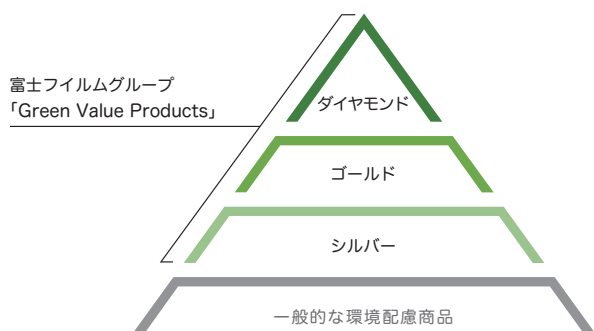 富士フイルムグループ
「Green Value Products」
ダイヤモンド
ゴールド
シルバー
一般的な環境配慮商品